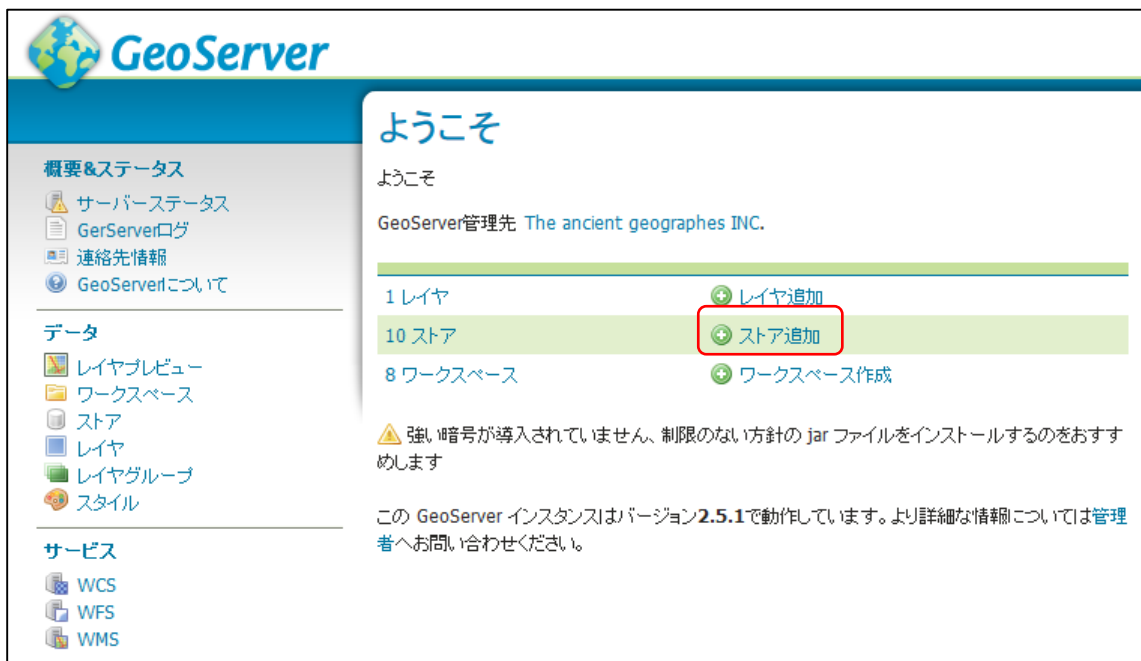 GeoServer
ようこそ
概要&ステータス
サーバーステータス
GerServerログ
連絡先情報
GeoServerについて
データ
レイヤプレビュー
ワークスペース
ストア
レイヤ
レイヤグループ
スタイル
サービス
WCS
WFS
WMS
ようこそ
GeoServer管理先 The ancient geographes INC.
1 レイヤ レイヤ追加
10 ストア ストア追加
8 ワークスペース ワークスペース作成
強い暗号が導入されていません、制限のない方針の jar ファイルをインストールするのをおすす
めします
この GeoServer インスタンスはバージョン2.5.1で動作しています。より詳細な情報については管理
者へお問い合わせください。